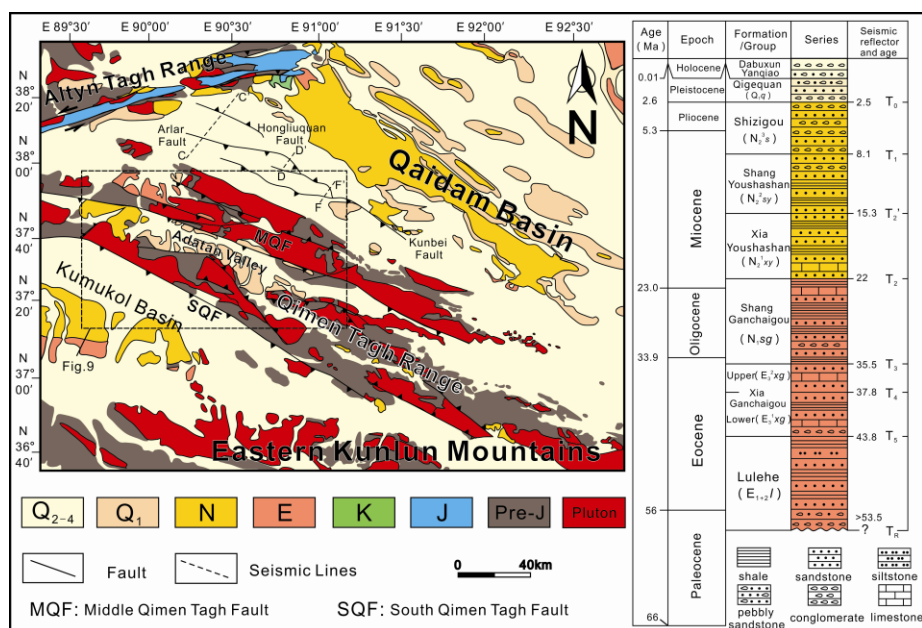 E 89°30′ E 90°00′ E 90°30′ E 91°00′ E 91°30′ E 92°00′ E 92°30′
N
38°
20′
N
38°
00′
N
37°
40′
N
37°
20′
N
37°
00′
N
36°
40′
Altyn Tagh Range
N
C'
Hongliuquan
Fault
Arlar
Fault
D'
C
D
F'
F
Qaidam Basin
Kunbei
Fault
MQF
Adatan Valley
Kumukol Basin
SQF
Qimen Tagh Range
Fig.9
Eastern Kunlun Mountains
Q2-4 Q1 N E K J Pre-J Pluton
Fault Seismic Lines 0 40km
MQF: Middle Qimen Tagh Fault SQF: South Qimen Tagh Fault
Age
( Ma )
Epoch
Formation
/Group
Series
Seismic
reflector
and age
Holocene
Dabuxun
Yanqiao
0.01
Pleistocene
Qigequan
( Q₁q )
2.6
2.5 T₀
Pliocene
Shizigou
( N₂³s )
5.3
8.1 T₁
Miocene
Shang
Youshashan
( N₂²sy )
15.3 T₂'
Xia
Youshashan
( N₂¹xy )
22 T₂
23.0
Oligocene
Shang
Ganchaigou
( N₁sg )
33.9
35.5 T₃
Eocene
Upper( E₃²xg )
37.8 T₄
Xia
Ganchaigou
Lower( E₃¹xg )
43.8 T₅
Lulehe
( E₁₊₂l )
56
>53.5
? TR
Paleocene
66
shale sandstone siltstone
pebbly
sandstone
conglomerate limestone